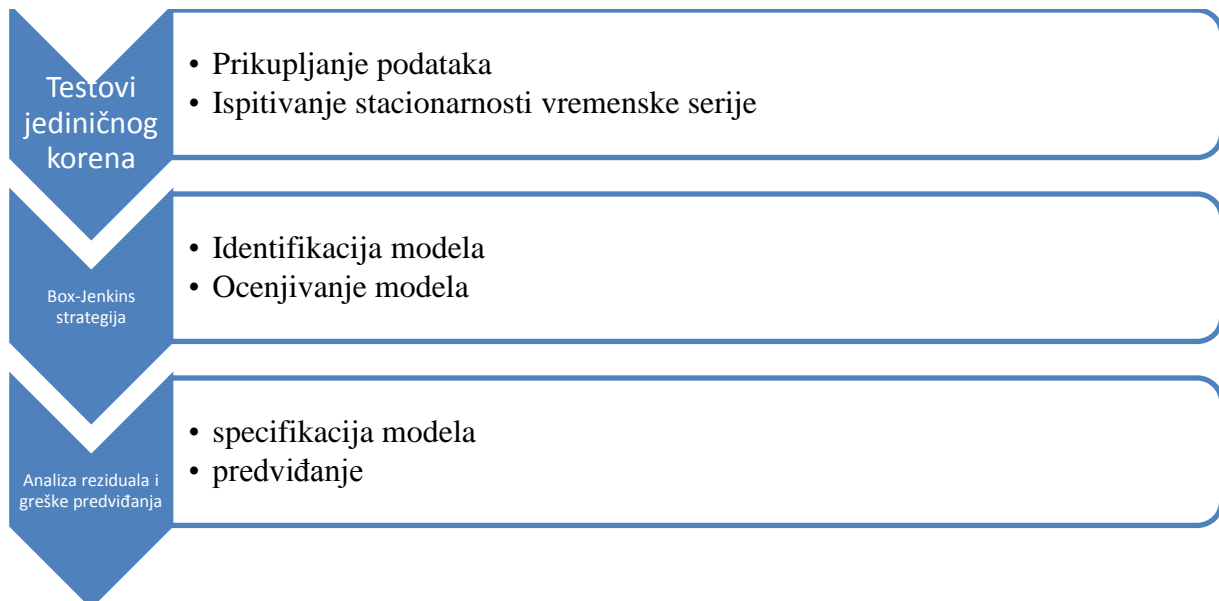 Testovi
jediničnog
korena
• Prikupljanje podataka
• Ispitivanje stacionarnosti vremenske serije
Box-Jenkins
strategija
• Identifikacija modela
• Ocenjivanje modela
Analiza reziduala i
greške predviđanja
• specifikacija modela
• predviđanje